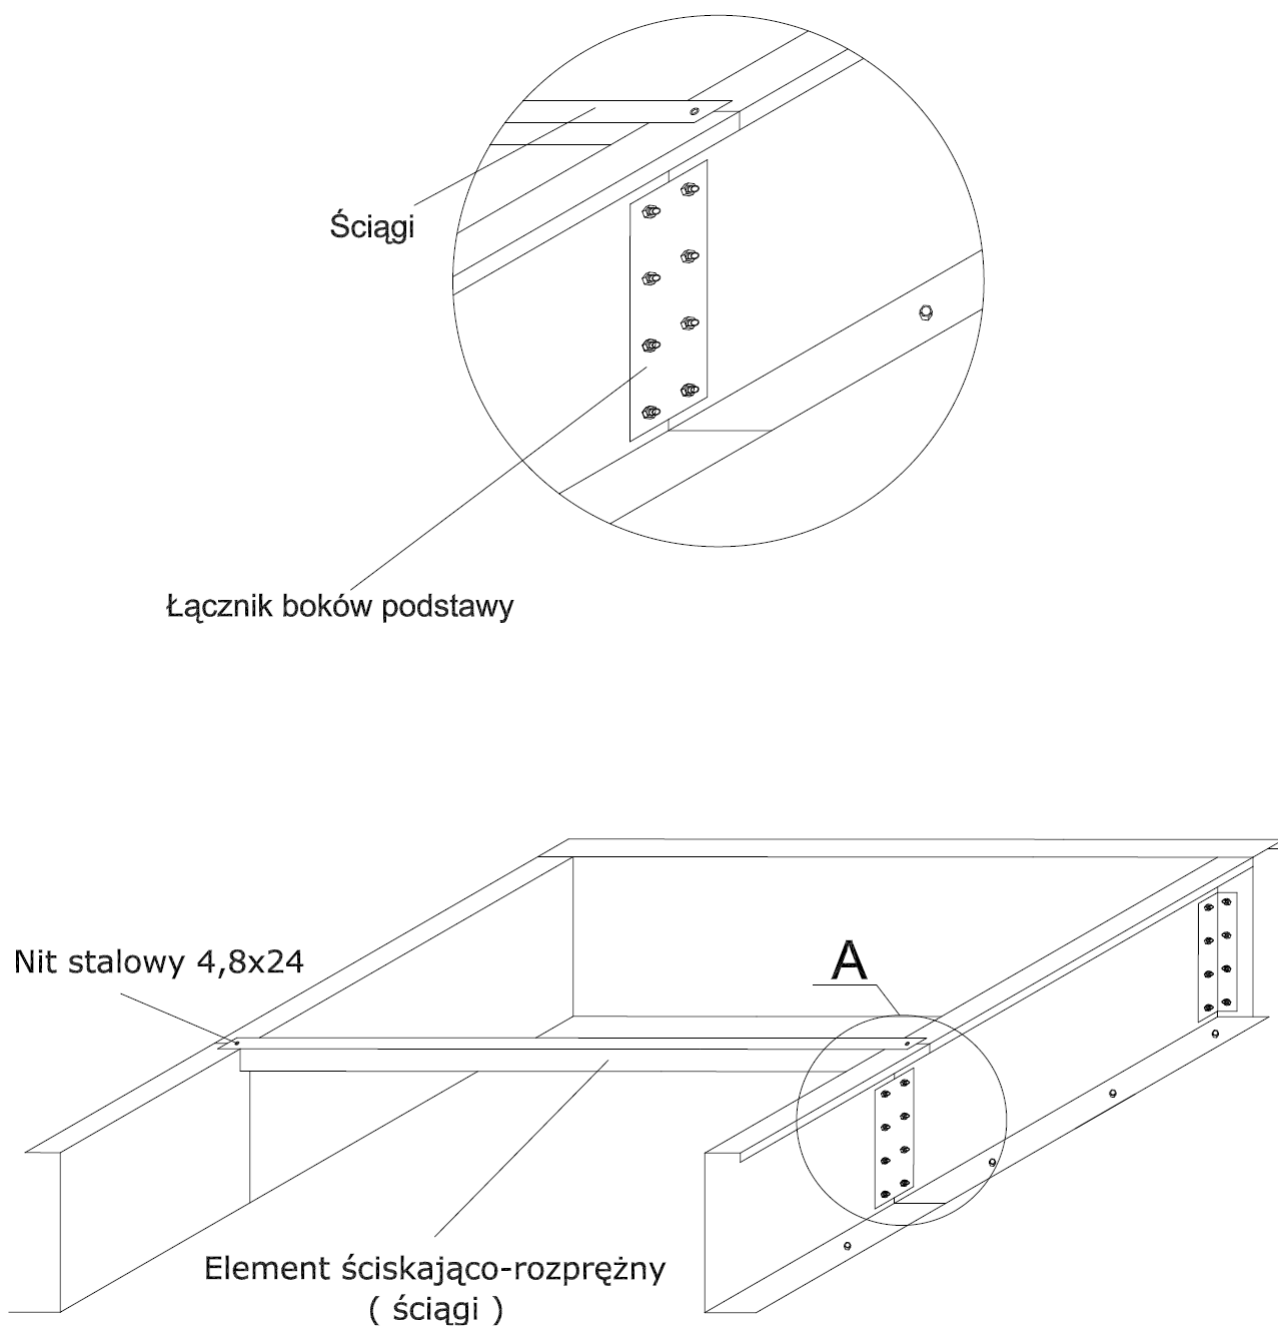 Ściągi
Łącznik boków podstawy
Nit stalowy 4,8x24
A
Element ściskająco-rozprężny
( ściągi )